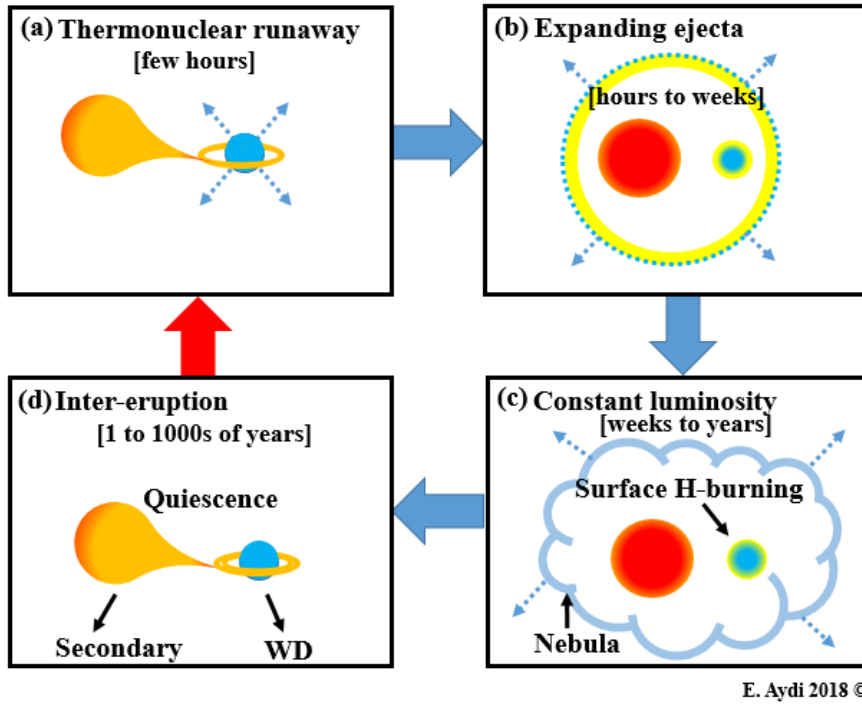 (a) Thermonuclear runaway
[few hours]
(b) Expanding ejecta
[hours to weeks]
(d) Inter-eruption
[1 to 1000s of years]
Quiescence
Secondary
WD
(c) Constant luminosity
[weeks to years]
Surface H-burning
Nebula
E. Aydi 2018 ©